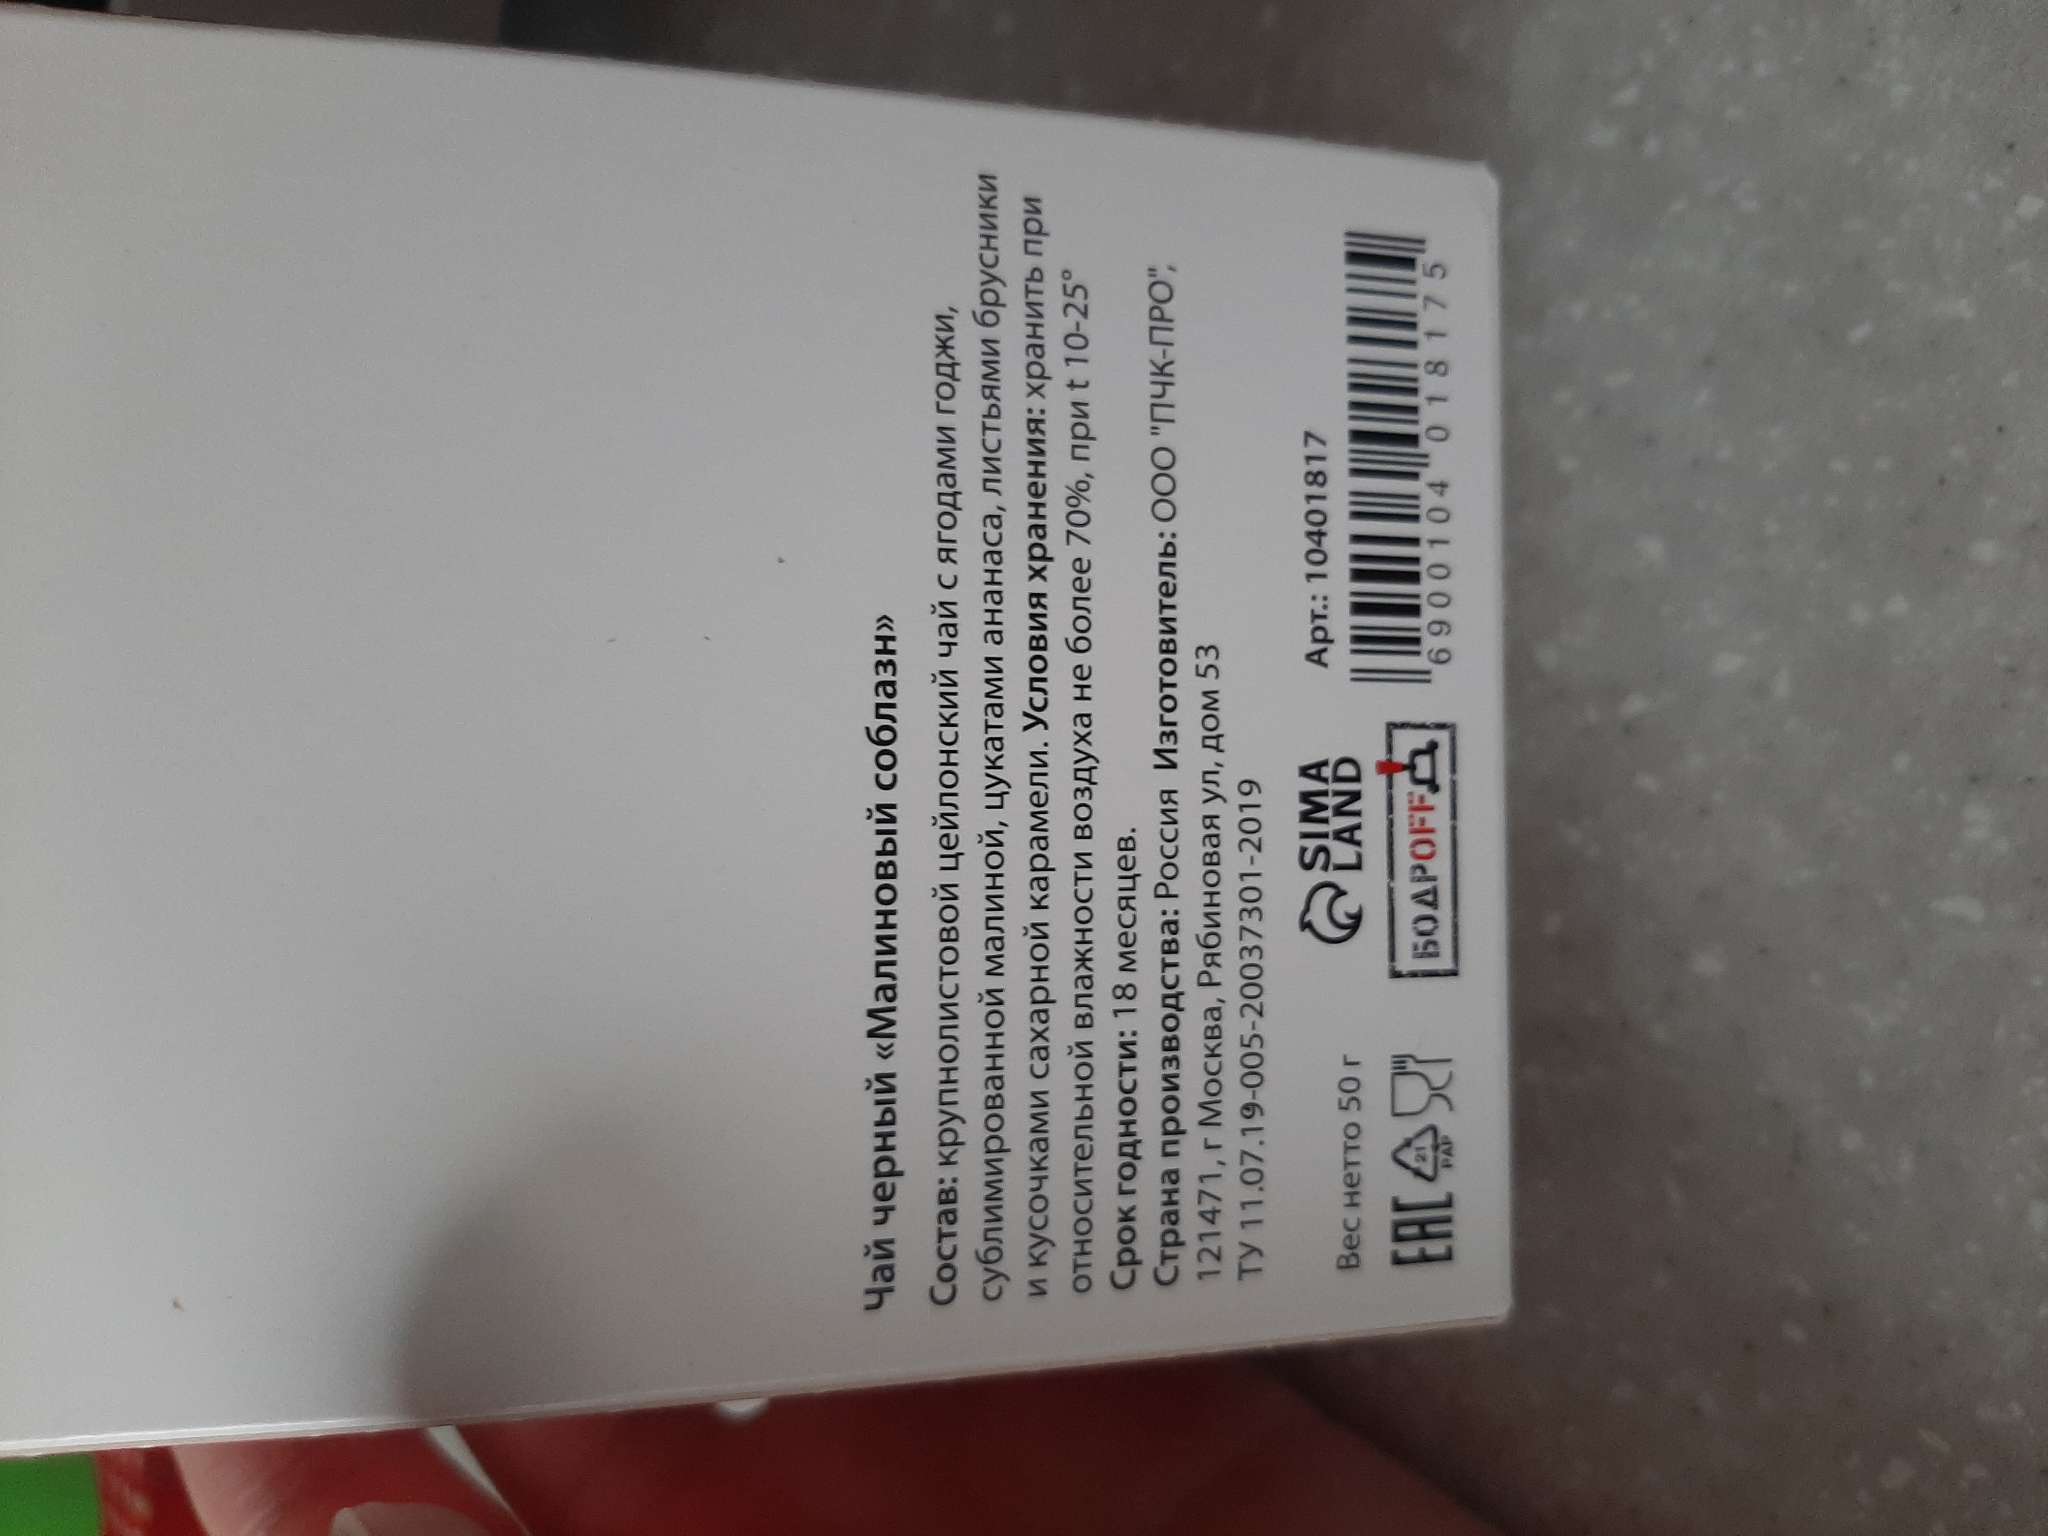 Чай черный «Малиновый соблазн»
Состав: крупнолистовой цейлонский чай с ягодами годжи,
сублимированной малиной, цукатами ананаса, листьями брусники
и кусочками сахарной карамели. Условия хранения: хранить при
относительной влажности воздуха не более 70%, при t 10-25°
Срок годности: 18 месяцев.
Страна производства: Россия Изготовитель: ООО "ПЧК-ПРО",
121471, г Москва, Рябиновая ул, дом 53
ТУ 11.07.19-005-20037301-2019
Вес нетто 50 г
SIMA
LAND
Арт.: 10401817
EAC
21
PAP
БОДРOFF
6 900104 018175